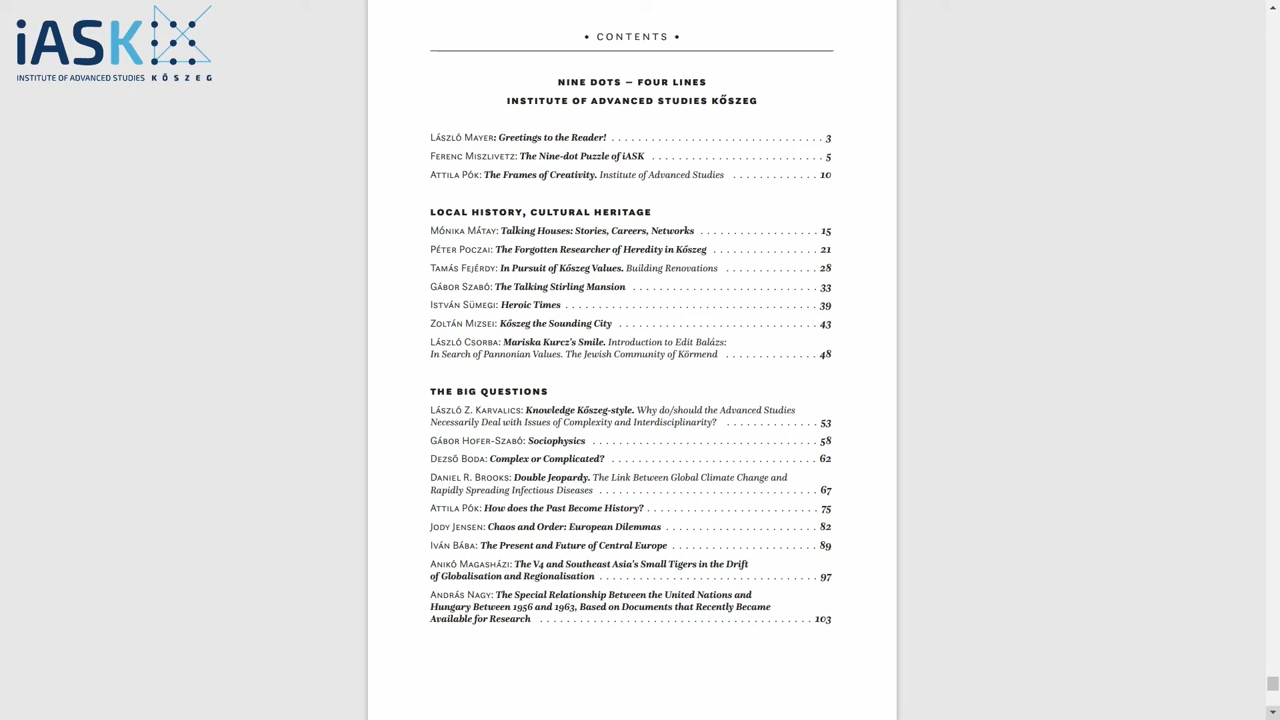 iASK
INSTITUTE OF ADVANCED STUDIES KŐSZEG
• CONTENTS •
NINE DOTS – FOUR LINES
INSTITUTE OF ADVANCED STUDIES KŐSZEG
László Mayer: Greetings to the Reader! . . . . . . . . . . . . . . . . . . . . . . . . . . . . . . 3
Ferenc Miszlivetz: The Nine-dot Puzzle of iASK . . . . . . . . . . . . . . . . . . . . . . . . 5
Attila Pók: The Frames of Creativity. Institute of Advanced Studies . . . . . . . . . . . . . 10
LOCAL HISTORY, CULTURAL HERITAGE
Mónika Mátay: Talking Houses: Stories, Careers, Networks . . . . . . . . . . . . . . . . . 15
Péter Poczai: The Forgotten Researcher of Heredity in Kőszeg . . . . . . . . . . . . . . . 21
Tamás Fejérdy: In Pursuit of Kőszeg Values. Building Renovations . . . . . . . . . . . . . 28
Gábor Szabó: The Talking Stirling Mansion . . . . . . . . . . . . . . . . . . . . . . . . . . . 33
István Sümegi: Heroic Times . . . . . . . . . . . . . . . . . . . . . . . . . . . . . . . . . . . . 39
Zoltán Mizsei: Kőszeg the Sounding City . . . . . . . . . . . . . . . . . . . . . . . . . . . . 43
László Csorba: Mariska Kurcz's Smile. Introduction to Edit Balázs:
In Search of Pannonian Values. The Jewish Community of Körmend . . . . . . . . . . . . . 48
THE BIG QUESTIONS
László Z. Karvalics: Knowledge Kőszeg-style. Why do/should the Advanced Studies
Necessarily Deal with Issues of Complexity and Interdisciplinarity? . . . . . . . . . . . . . 53
Gábor Hofer-Szabó: Sociophysics . . . . . . . . . . . . . . . . . . . . . . . . . . . . . . . . 58
Dezső Boda: Complex or Complicated? . . . . . . . . . . . . . . . . . . . . . . . . . . . . . . 62
Daniel R. Brooks: Double Jeopardy. The Link Between Global Climate Change and
Rapidly Spreading Infectious Diseases . . . . . . . . . . . . . . . . . . . . . . . . . . . . . . 67
Attila Pók: How does the Past Become History? . . . . . . . . . . . . . . . . . . . . . . . . 75
Jody Jensen: Chaos and Order: European Dilemmas . . . . . . . . . . . . . . . . . . . . . . 82
Iván Bába: The Present and Future of Central Europe . . . . . . . . . . . . . . . . . . . . . 89
Anikó Magasházi: The V4 and Southeast Asia's Small Tigers in the Drift
of Globalisation and Regionalisation . . . . . . . . . . . . . . . . . . . . . . . . . . . . . . . 97
András Nagy: The Special Relationship Between the United Nations and
Hungary Between 1956 and 1963, Based on Documents that Recently Became
Available for Research . . . . . . . . . . . . . . . . . . . . . . . . . . . . . . . . . . . . . . 103